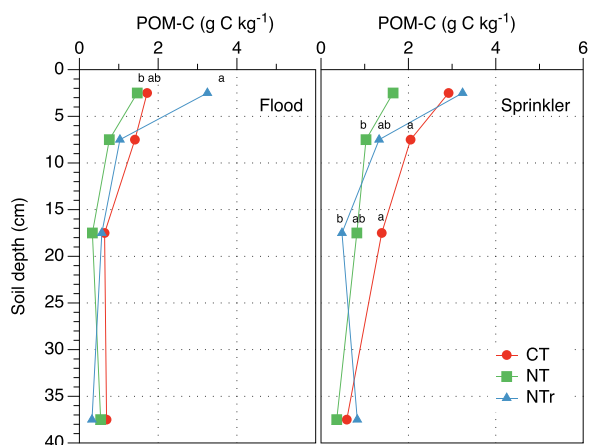 POM-C (g C kg⁻¹) POM-C (g C kg⁻¹)
0 2 4 0 2 4 6
0
b ab a
Flood Sprinkler
5
b ab a
10
15
b ab a
20
25
30
CT
NT
35
NTr
40
Soil depth (cm)